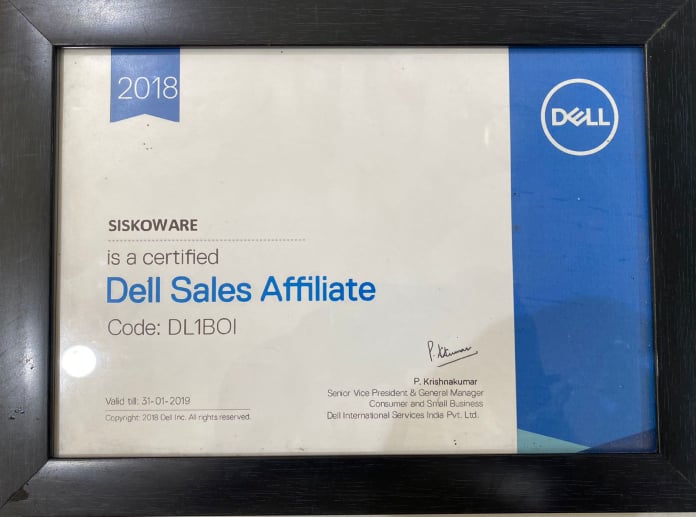 2018
DELL
SISKOWARE
is a certified
Dell Sales Affiliate
Code: DL1BOI
P. Krishnakumar
Senior Vice President & General Manager
Consumer and Small Business
Dell International Services India Pvt. Ltd.
Valid till: 31-01-2019
Copyright: 2018 Dell Inc. All rights reserved.